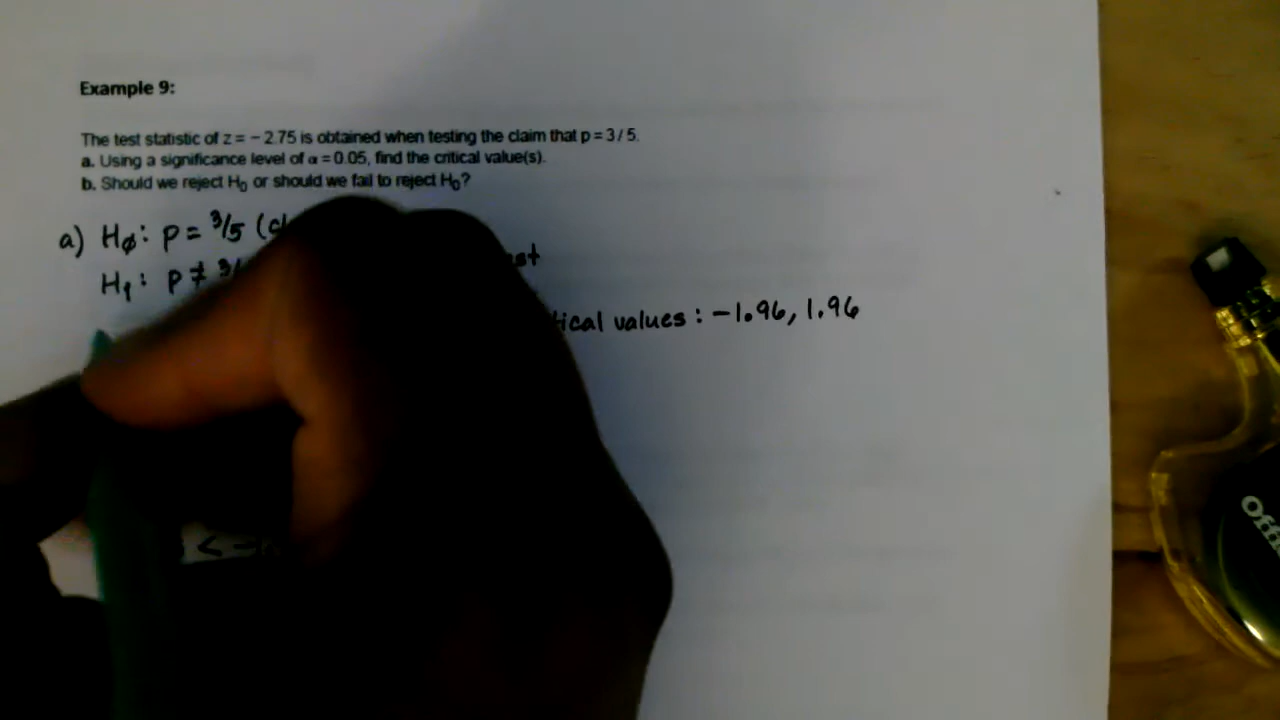 Example 9:
The test statistic of z = − 2.75 is obtained when testing the claim that p = 3 / 5.
a. Using a significance level of α = 0.05, find the critical value(s).
b. Should we reject H₀ or should we fail to reject H₀?
a) H₀: p = 3/5
H₁: p ≠
values : −1.96, 1.96